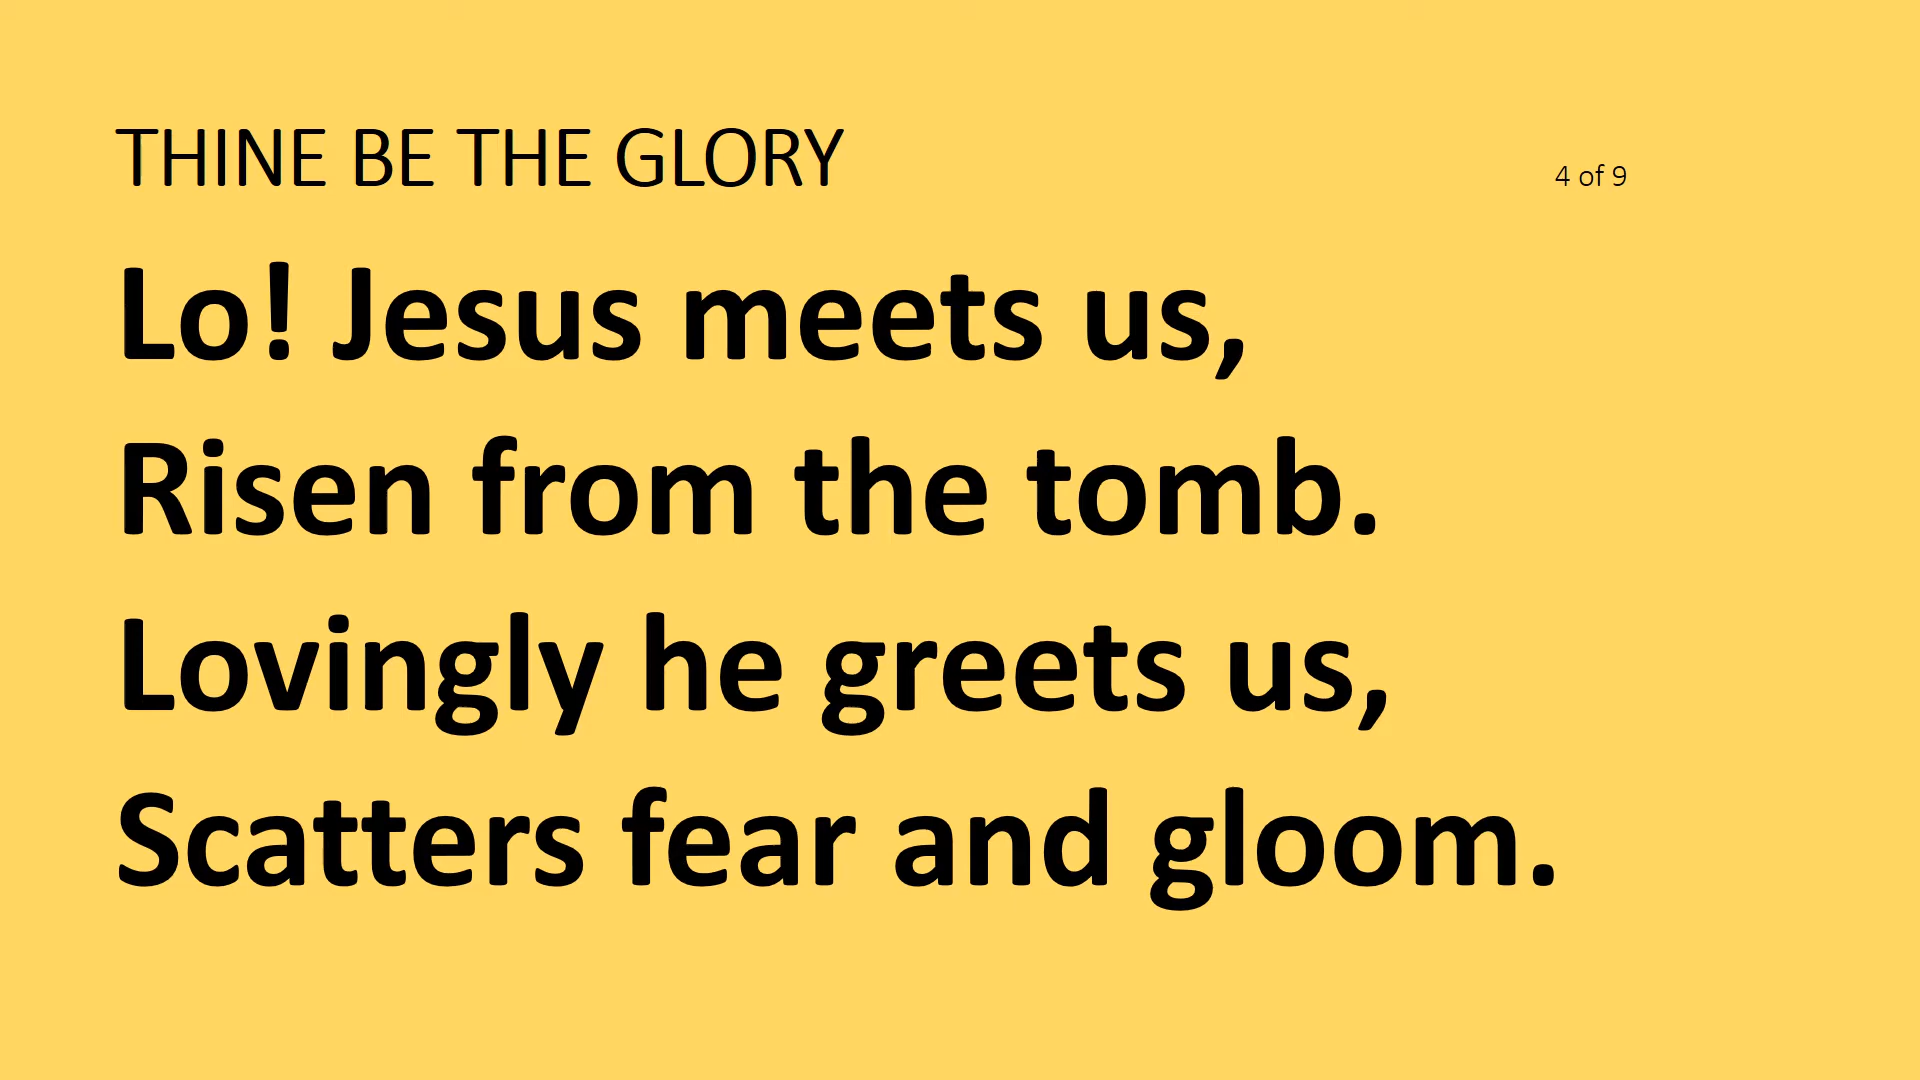 THINE BE THE GLORY 4 of 9
Lo! Jesus meets us,
Risen from the tomb.
Lovingly he greets us,
Scatters fear and gloom.